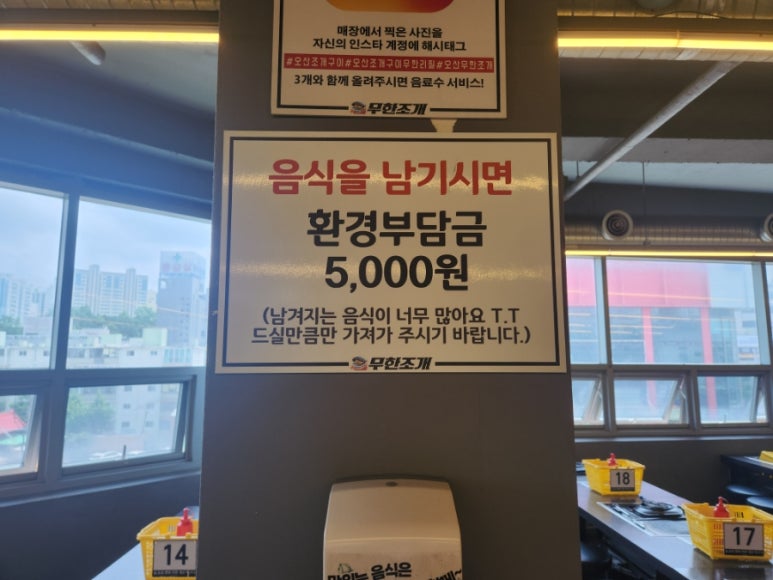 매장에서 찍은 사진을
자신의 인스타 계정에 해시태그
#오산조개구이#오산조개구이무한리필#오산무한조개
3개와 함께 올려주시면 음료수 서비스!
무한조개
음식을 남기시면
환경부담금
5,000원
(남겨지는 음식이 너무 많아요 T.T
드실만큼만 가져가 주시기 바랍니다.)
무한조개
18
17
14
음식은